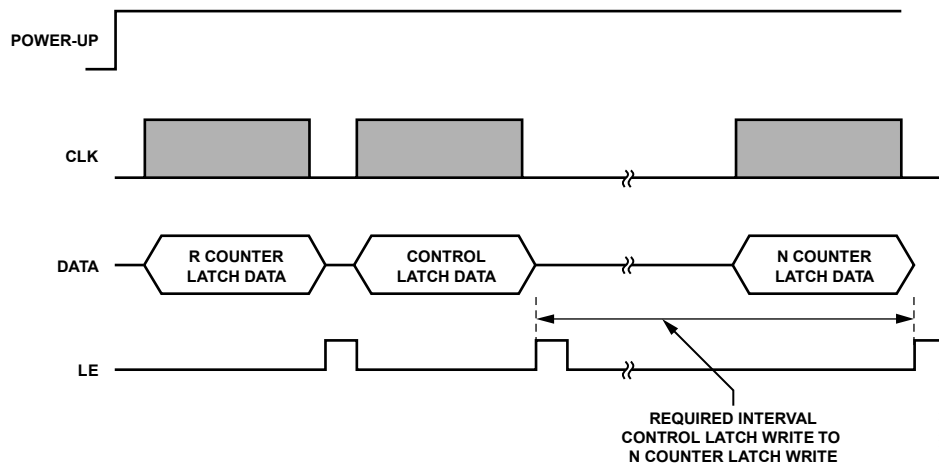 POWER-UP
CLK
DATA
R COUNTER
LATCH DATA
CONTROL
LATCH DATA
N COUNTER
LATCH DATA
LE
REQUIRED INTERVAL
CONTROL LATCH WRITE TO
N COUNTER LATCH WRITE